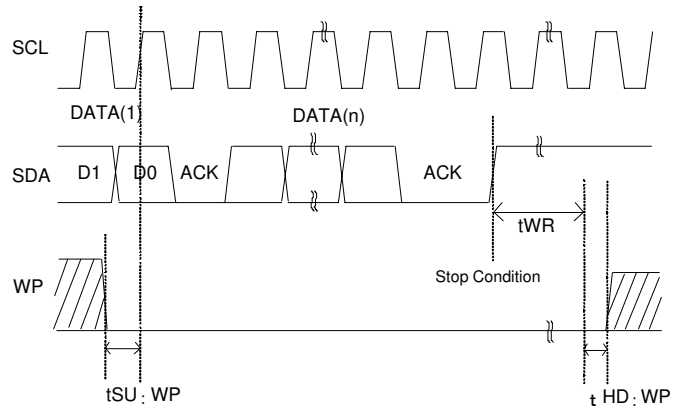 SCL
DATA(1)
DATA(n)
SDA
D1
D0
ACK
ACK
tWR
Stop Condition
WP
tSU : WP
t HD : WP